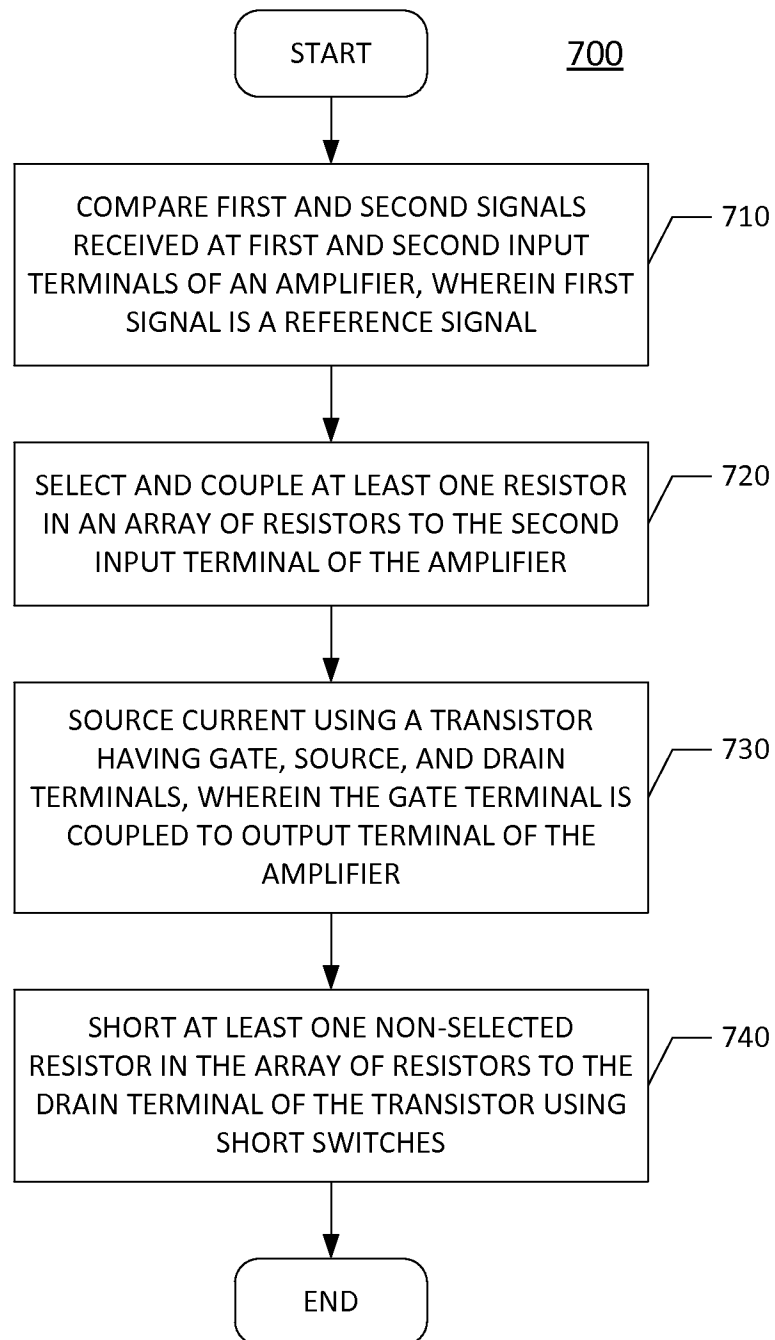 START
700
COMPARE FIRST AND SECOND SIGNALS
RECEIVED AT FIRST AND SECOND INPUT
TERMINALS OF AN AMPLIFIER, WHEREIN FIRST
SIGNAL IS A REFERENCE SIGNAL
710
SELECT AND COUPLE AT LEAST ONE RESISTOR
IN AN ARRAY OF RESISTORS TO THE SECOND
INPUT TERMINAL OF THE AMPLIFIER
720
SOURCE CURRENT USING A TRANSISTOR
HAVING GATE, SOURCE, AND DRAIN
TERMINALS, WHEREIN THE GATE TERMINAL IS
COUPLED TO OUTPUT TERMINAL OF THE
AMPLIFIER
730
SHORT AT LEAST ONE NON-SELECTED
RESISTOR IN THE ARRAY OF RESISTORS TO THE
DRAIN TERMINAL OF THE TRANSISTOR USING
SHORT SWITCHES
740
END